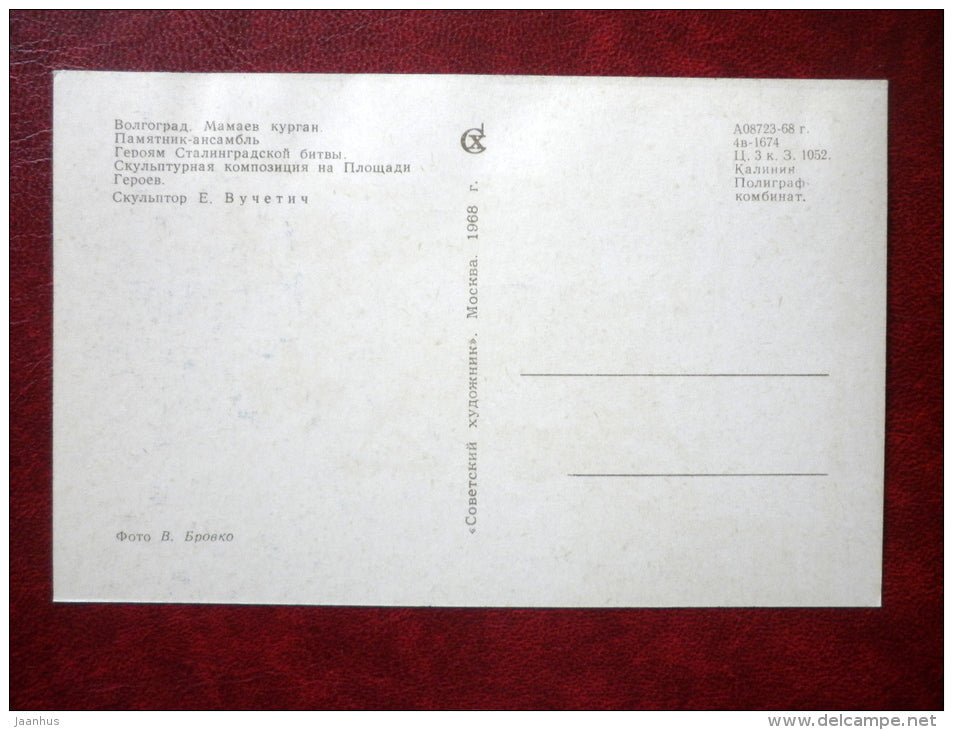 Волгоград. Мамаев курган.
Памятник-ансамбль
Героям Сталинградской битвы.
Скульптурная композиция на Площади
Героев.
Скульптор Е. Вучетич
Фото В. Бровко
«Советский художник». Москва. 1968 г.
А08723-68 г.
4в-1674
Ц. 3 к. З. 1052.
Калинин
Полиграф-
комбинат.
jaanhus
www.delcampe.net